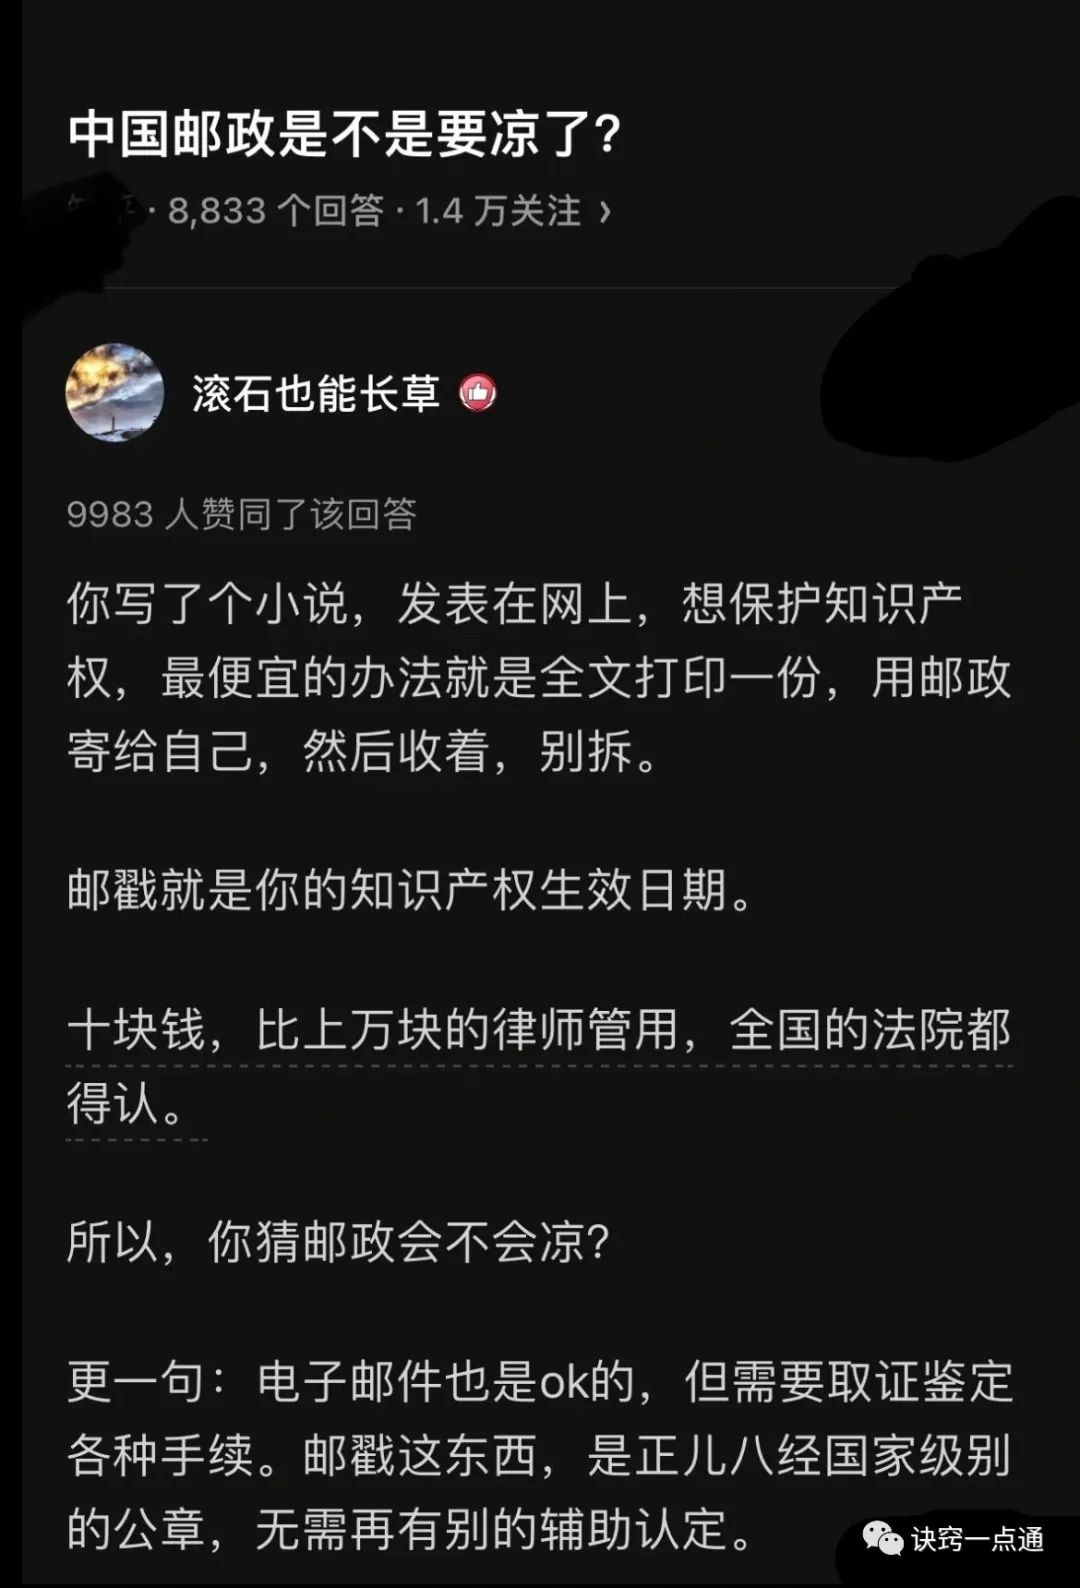 中国邮政是不是要凉了?
· 8,833 个回答 · 1.4 万关注 ›
滚石也能长草
9983 人赞同了该回答
你写了个小说，发表在网上，想保护知识产
权，最便宜的办法就是全文打印一份，用邮政
寄给自己，然后收着，别拆。
邮戳就是你的知识产权生效日期。
十块钱，比上万块的律师管用，全国的法院都
得认。
所以，你猜邮政会不会凉?
更一句：电子邮件也是ok的，但需要取证鉴定
各种手续。邮戳这东西，是正儿八经国家级别
的公章，无需再有别的辅助认定。
诀窍一点通